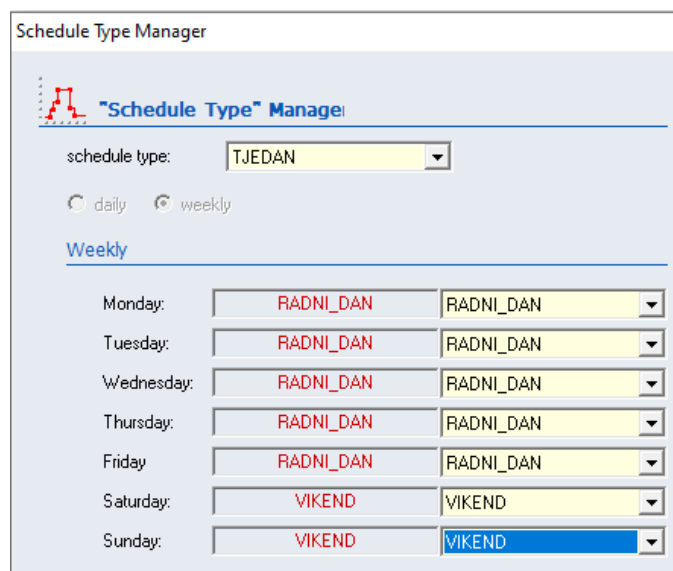 Schedule Type Manager
"Schedule Type" Manager
schedule type: TJEDAN
daily weekly
Weekly
Monday: RADNI_DAN RADNI_DAN
Tuesday: RADNI_DAN RADNI_DAN
Wednesday: RADNI_DAN RADNI_DAN
Thursday: RADNI_DAN RADNI_DAN
Friday RADNI_DAN RADNI_DAN
Saturday: VIKEND VIKEND
Sunday: VIKEND VIKEND